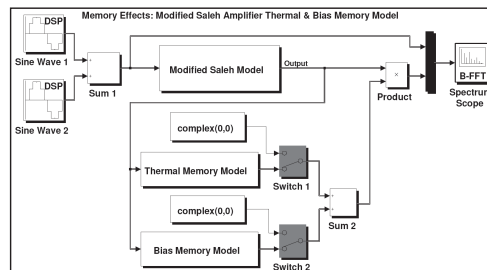 Memory Effects: Modified Saleh Amplifier Thermal & Bias Memory Model
DSP
Sine Wave 1
DSP
Sine Wave 2
+
+
Sum 1
Modified Saleh Model
Output
×
Product
B-FFT
Spectrum
Scope
complex(0,0)
Thermal Memory Model
Switch 1
complex(0,0)
Bias Memory Model
Switch 2
+
+
Sum 2